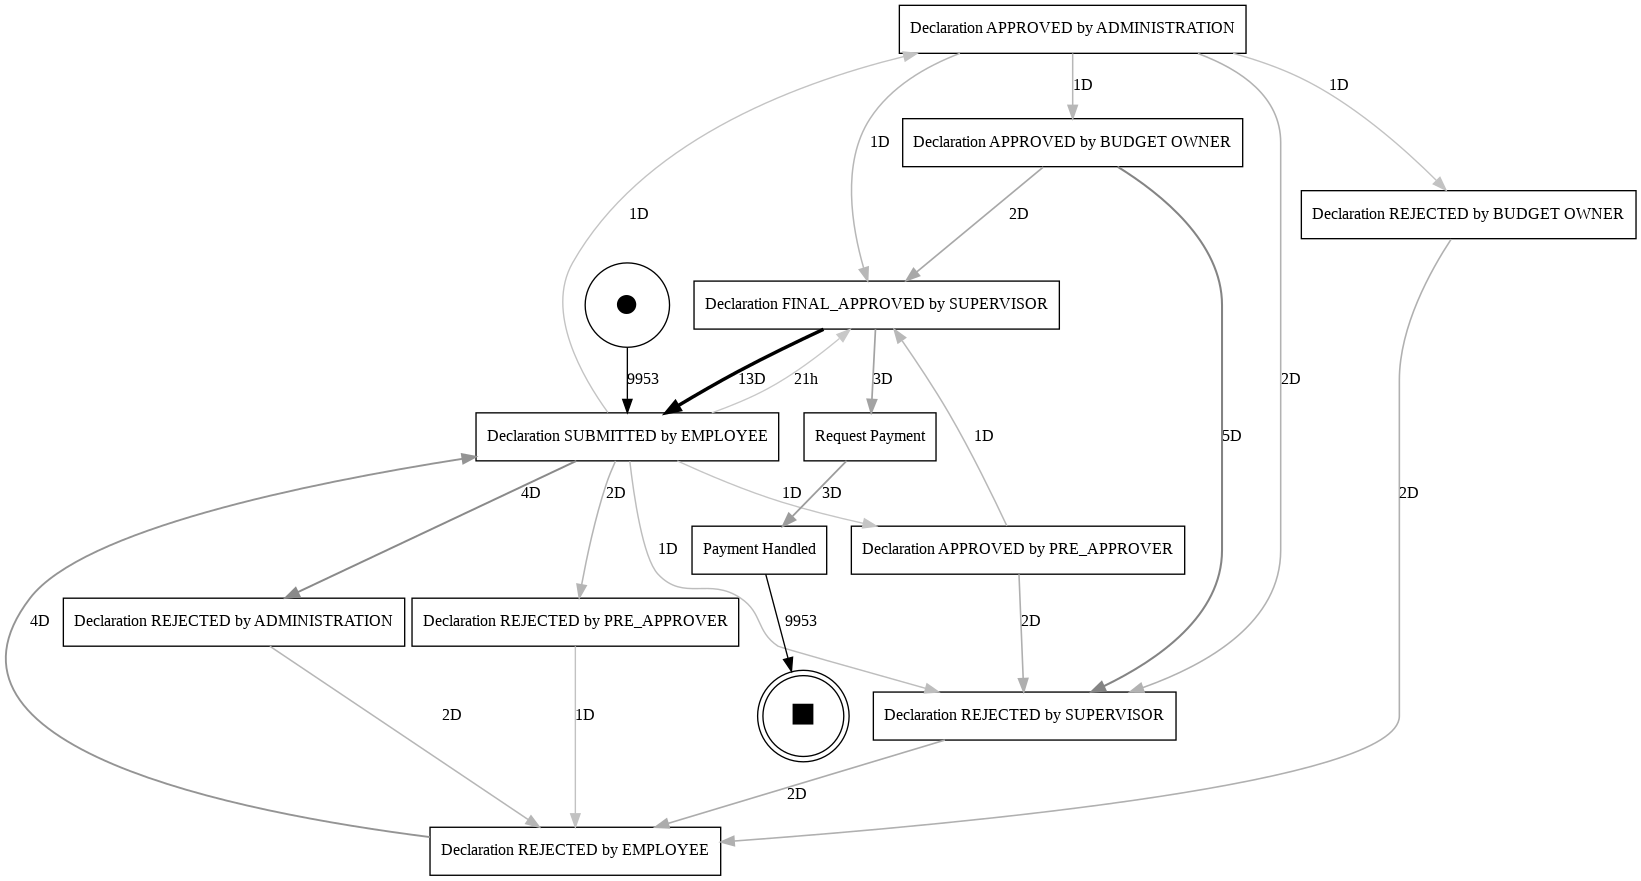 Declaration APPROVED by ADMINISTRATION
1D
1D
1D
Declaration APPROVED by BUDGET OWNER
1D
2D
Declaration REJECTED by BUDGET OWNER
Declaration FINAL_APPROVED by SUPERVISOR
9953
13D
21h
3D
2D
Declaration SUBMITTED by EMPLOYEE
Request Payment
1D
5D
4D
2D
1D
3D
2D
1D
Payment Handled
Declaration APPROVED by PRE_APPROVER
4D
Declaration REJECTED by ADMINISTRATION
Declaration REJECTED by PRE_APPROVER
9953
2D
2D
1D
Declaration REJECTED by SUPERVISOR
2D
Declaration REJECTED by EMPLOYEE